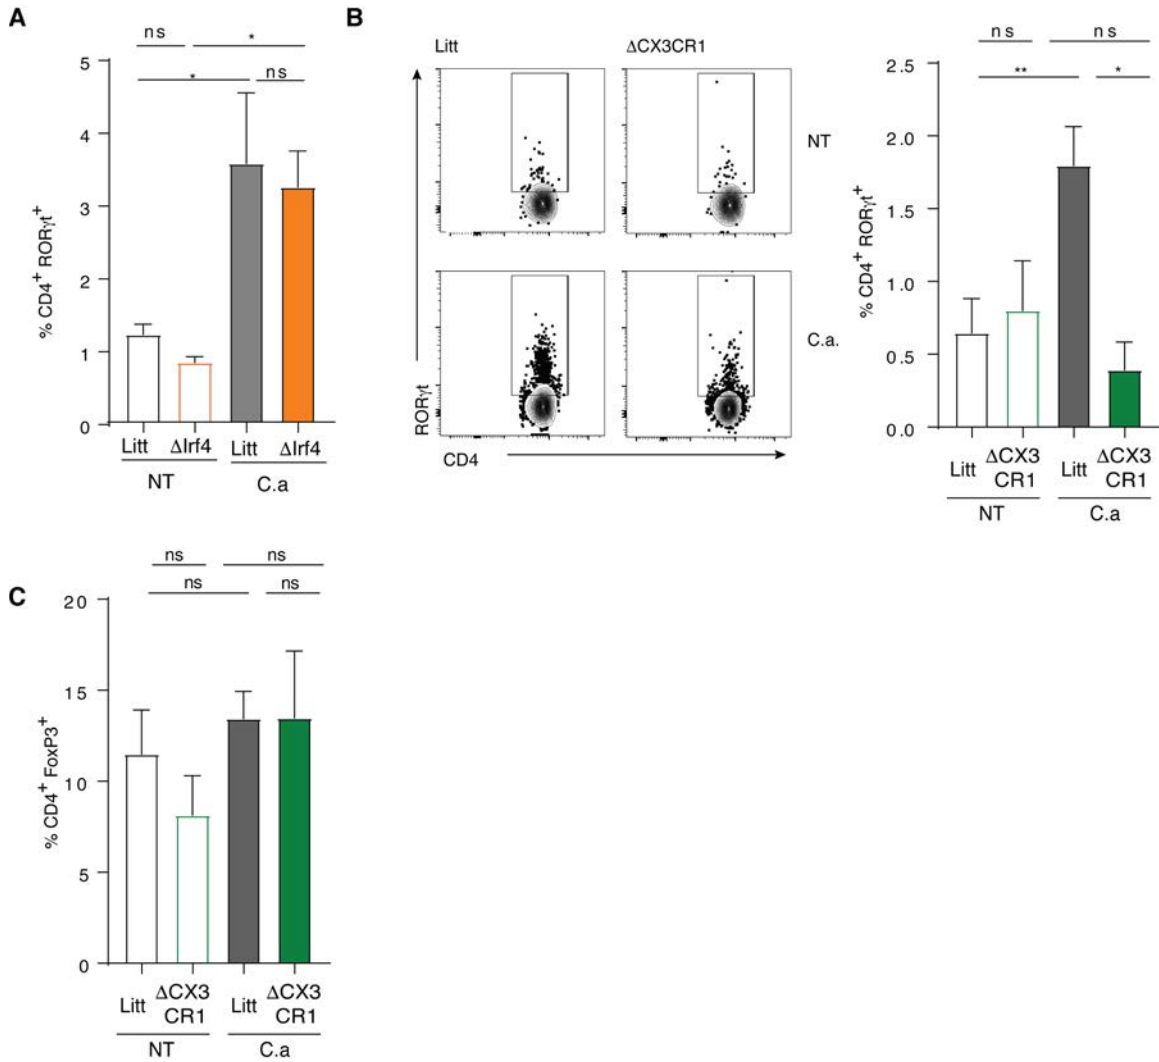 A
ns
*
*
ns
5
4
3
2
1
0
% CD4+ RORγt+
Litt ΔIrf4 Litt ΔIrf4
NT C.a
B
Litt ΔCX3CR1
NT
C.a.
RORγt
CD4
ns ns
** *
2.5
2.0
1.5
1.0
0.5
0.0
% CD4+ RORγt+
Litt ΔCX3 Litt ΔCX3
CR1 CR1
NT C.a
C
ns ns
ns ns
20
15
10
5
0
% CD4+ FoxP3+
Litt ΔCX3 Litt ΔCX3
CR1 CR1
NT C.a